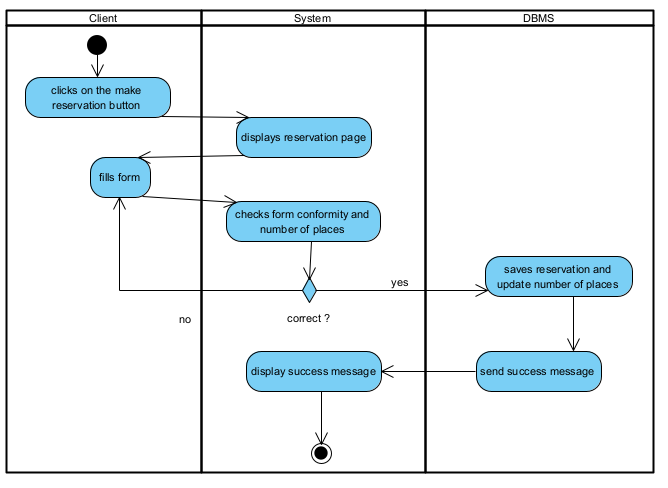 Client
System
DBMS
clicks on the make
reservation button
displays reservation page
fills form
checks form conformity and
number of places
yes
saves reservation and
update number of places
no
correct ?
display success message
send success message